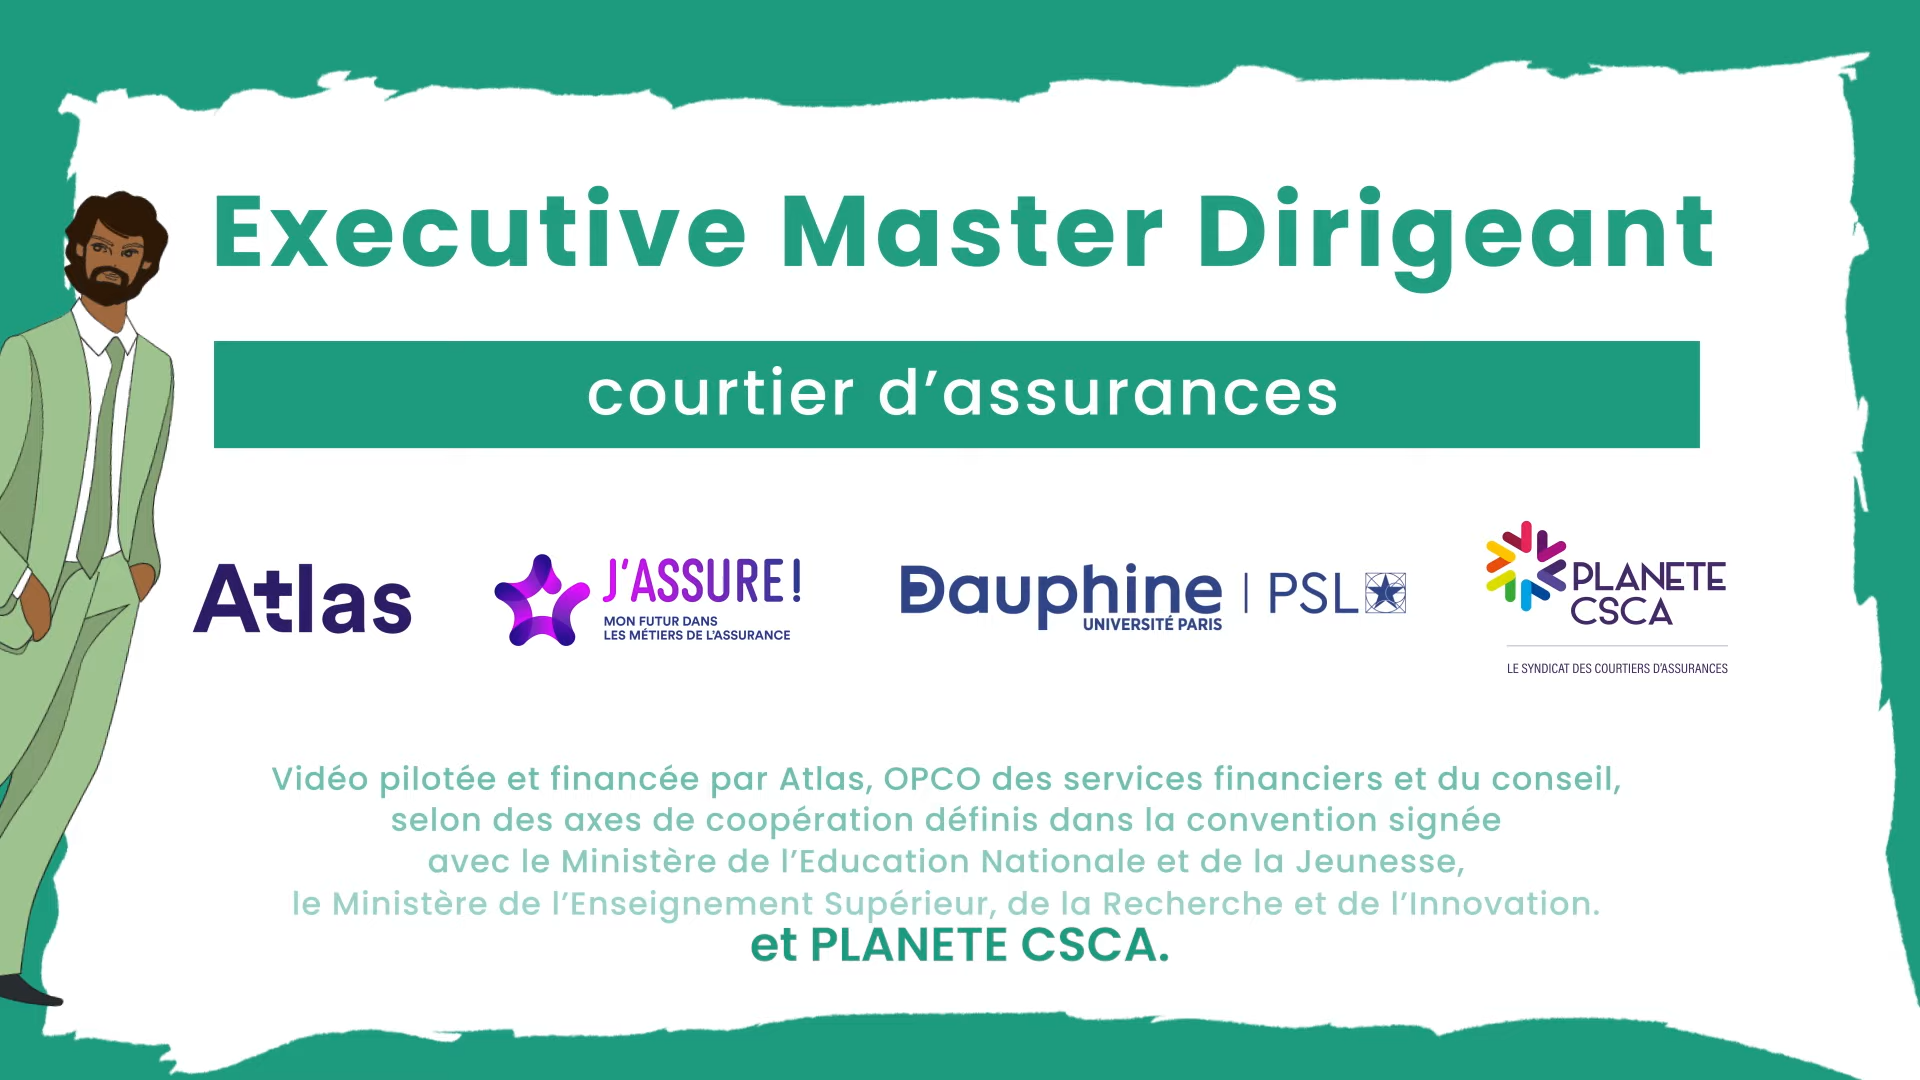 Executive Master Dirigeant
courtier d’assurances
Atlas
J’ASSURE!
MON FUTUR DANS
LES MÉTIERS DE L’ASSURANCE
Dauphine | PSL
UNIVERSITÉ PARIS
PLANETE
CSCA
LE SYNDICAT DES COURTIERS D’ASSURANCES
Vidéo pilotée et financée par Atlas, OPCO des services financiers et du conseil,
selon des axes de coopération définis dans la convention signée
avec le Ministère de l’Education Nationale et de la Jeunesse,
le Ministère de l’Enseignement Supérieur, de la Recherche et de l’Innovation.
et PLANETE CSCA.